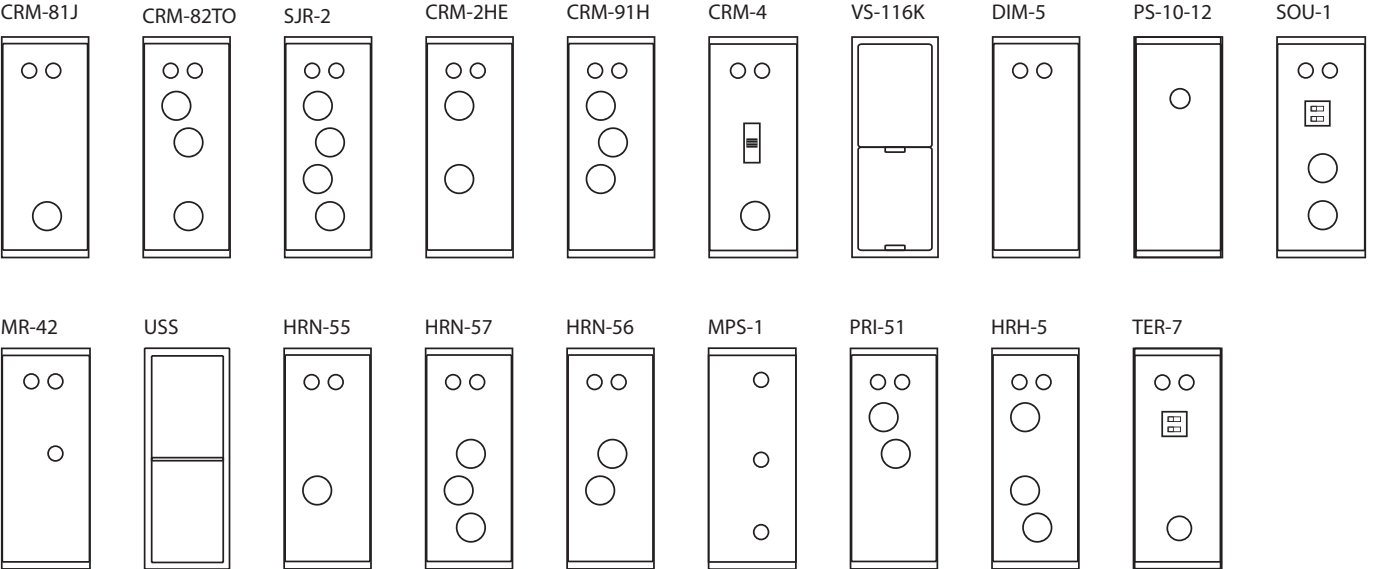 CRM-81J CRM-82TO SJR-2 CRM-2HE CRM-91H CRM-4 VS-116K DIM-5 PS-10-12 SOU-1
MR-42 USS HRN-55 HRN-57 HRN-56 MPS-1 PRI-51 HRH-5 TER-7